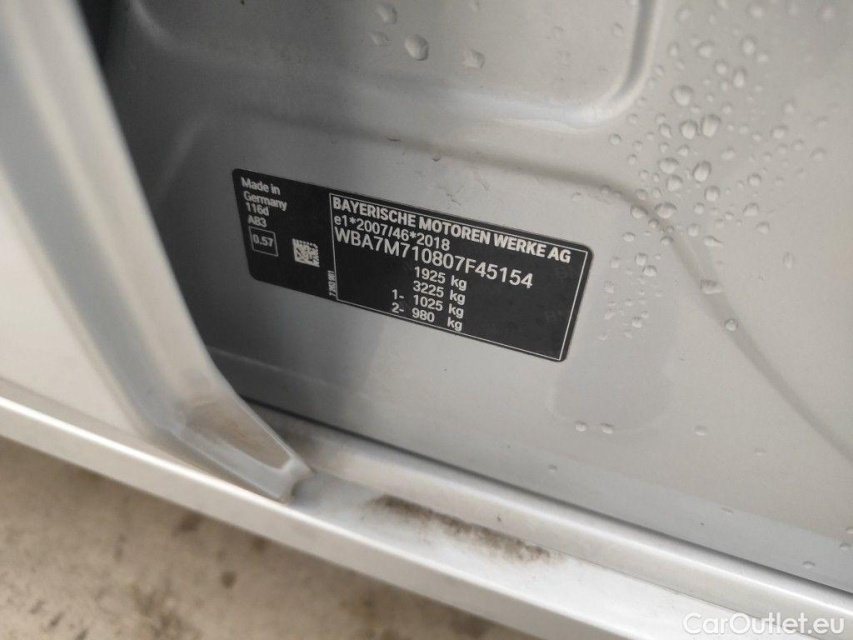 Made in
Germany
116d
A83
0.57
BAYERISCHE MOTOREN WERKE AG
e1*2007/46*2018
WBA7M710807F45154
1925 kg
3225 kg
1- 1025 kg
2- 980 kg
CarOutlet.eu